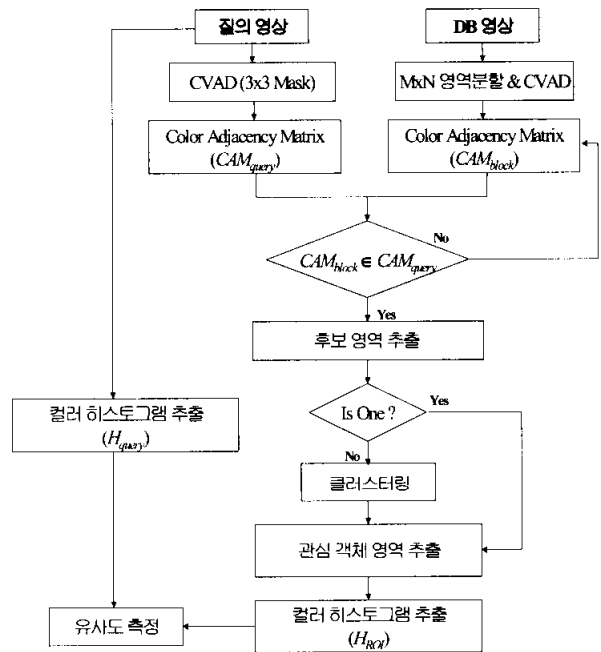 질의 영상
DB 영상
CVAD (3x3 Mask)
MxN 영역분할 & CVAD
Color Adjacency Matrix
(CAM_query)
Color Adjacency Matrix
(CAM_block)
No
CAM_block ∈ CAM_query
Yes
후보 영역 추출
Is One ?
Yes
No
컬러 히스토그램 추출
(H_query)
클러스터링
관심 객체 영역 추출
유사도 측정
컬러 히스토그램 추출
(H_ROI)